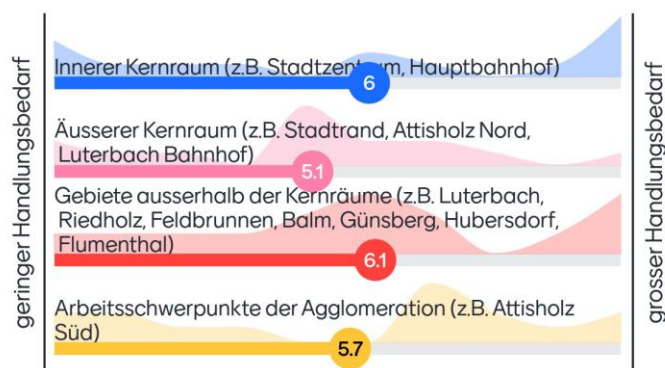 geringer Handlungsbedarf
Innerer Kernraum (z.B. Stadtzentrum, Hauptbahnhof)
6
Äusserer Kernraum (z.B. Stadtrand, Attisholz Nord,
Luterbach Bahnhof)
5.1
Gebiete ausserhalb der Kernräume (z.B. Luterbach,
Riedholz, Feldbrunnen, Balm, Günsberg, Hubersdorf,
Flumenthal)
6.1
Arbeitsschwerpunkte der Agglomeration (z.B. Attisholz
Süd)
5.7
grosser Handlungsbedarf